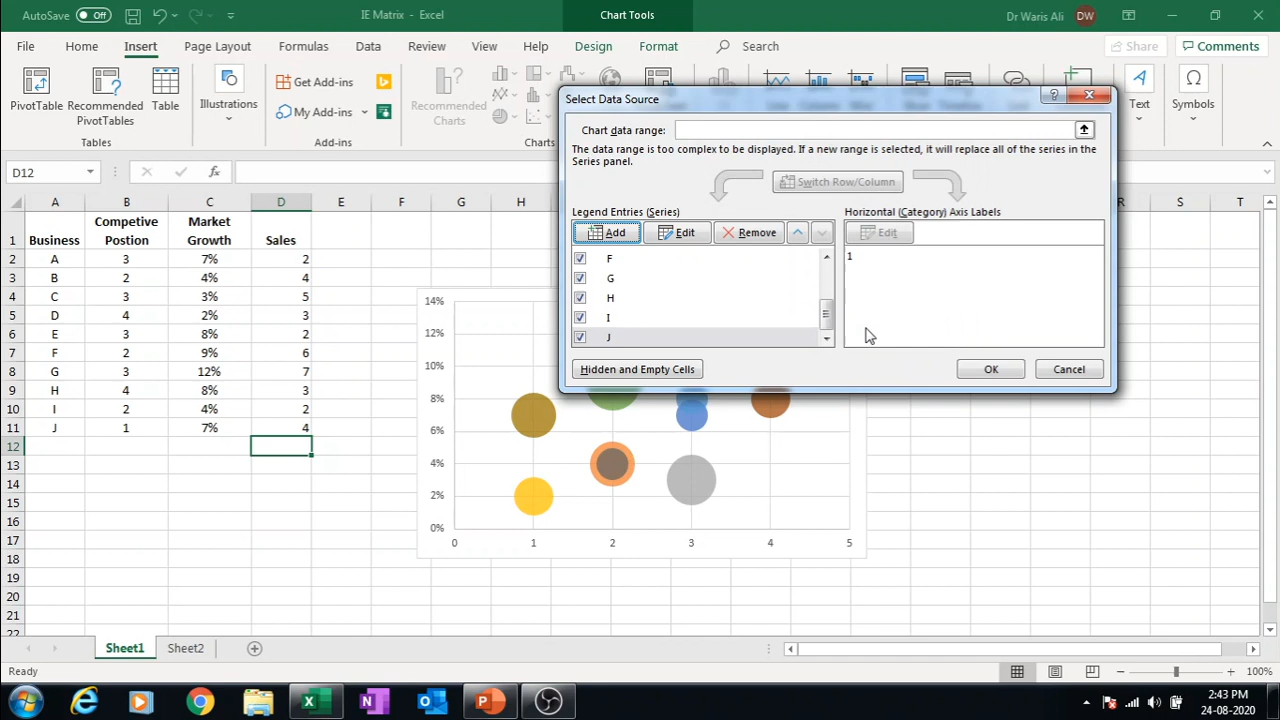 AutoSave Off
IE Matrix - Excel
Chart Tools
Dr Waris Ali DW
File Home Insert Page Layout Formulas Data Review View Help Design Format Search Share Comments
PivotTable
Recommended PivotTables
Table
Illustrations
Get Add-ins
My Add-ins
Recommended Charts
Text
Symbols
Tables
Add-ins
Charts
D12
fx
A B C D E F G H R S T
Business Competive Postion Market Growth Sales
1
2 A 3 7% 2
3 B 2 4% 4
4 C 3 3% 5
5 D 4 2% 3
6 E 3 8% 2
7 F 2 9% 6
8 G 3 12% 7
9 H 4 8% 3
10 I 2 4% 2
11 J 1 7% 4
12
13
14
15
16
17
18
19
20
21
22
14%
12%
10%
8%
6%
4%
2%
0%
0 1 2 3 4 5
Select Data Source
?
Chart data range:
The data range is too complex to be displayed. If a new range is selected, it will replace all of the series in the
Series panel.
Switch Row/Column
Legend Entries (Series)
Horizontal (Category) Axis Labels
Add Edit Remove
Edit
F
G
H
I
J
1
Hidden and Empty Cells
OK
Cancel
Sheet1 Sheet2
Ready
100%
2:43 PM
24-08-2020